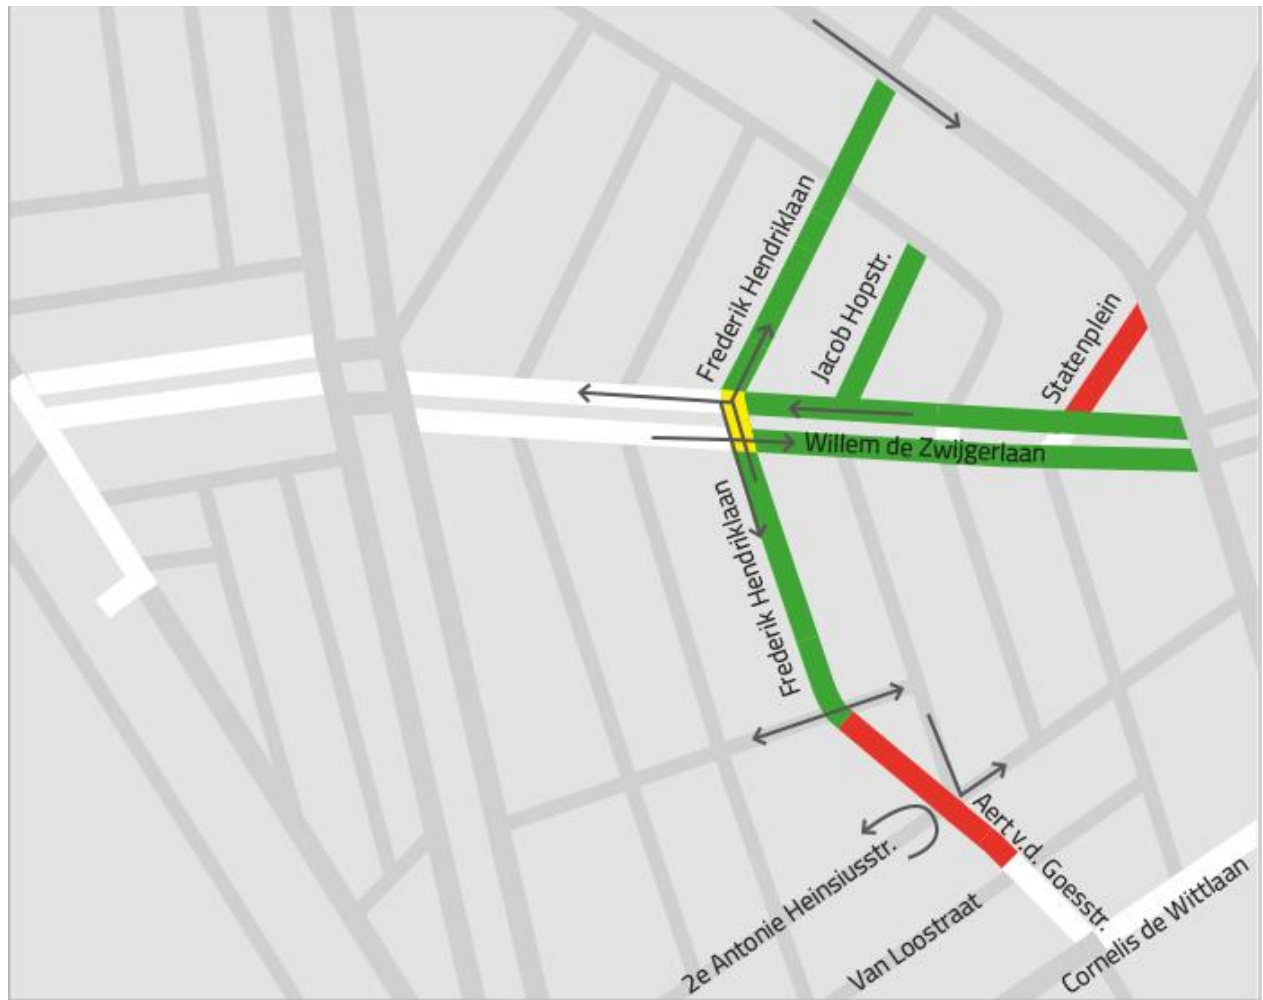 Frederik Hendriklaan
Jacob Hopstr.
Statenplein
Willem de Zwijgerlaan
Frederik Hendriklaan
Aert v.d. Goesstr.
2e Antonie Heinsiusstr.
Van Loostraat
Cornelis de Wittlaan